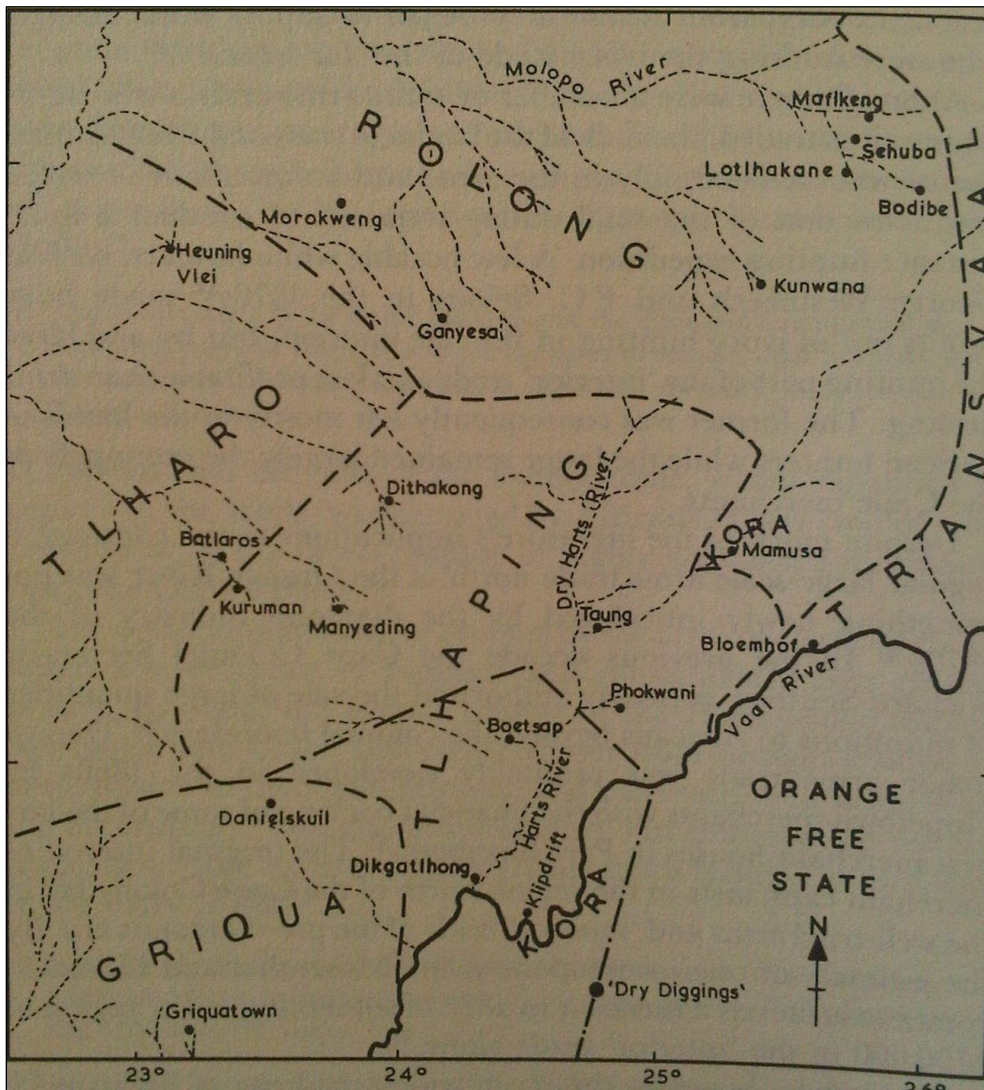 Molopo River
Mafikeng
Sehuba
Lotlhakane
Bodibe
ROLONG
Morokweng
Heuning
Vlei
Kunwana
Ganyesa
TLHARO
TRANSVAAL
Dithakong
TLHAPING
Dry Harts River
KORA
Mamusa
Batlaros
Kuruman
Manyeding
Taung
Bloemhof
Vaal River
Phokwani
Boetsap
Harts River
ORANGE
FREE
STATE
Danielskuil
Dikgatlhong
Klipdrift
KORA
GRIQUA
N
'Dry Diggings'
Griquatown
23° 24° 25° 26°